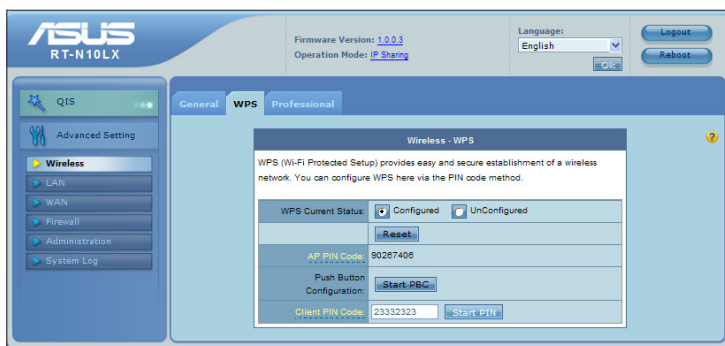 ASUS
RT-N10LX
Firmware Version: 1.0.0.3
Operation Mode: IP Sharing
Language:
English
Ok
Logout
Reboot
QIS
Advanced Setting
Wireless
LAN
WAN
Firewall
Administration
System Log
General WPS Professional
Wireless - WPS
WPS (Wi-Fi Protected Setup) provides easy and secure establishment of a wireless
network. You can configure WPS here via the PIN code method.
WPS Current Status: Configured UnConfigured
Reset
AP PIN Code: 90267406
Push Button
Configuration: Start PBC
Client PIN Code: 23332323 Start PIN
?